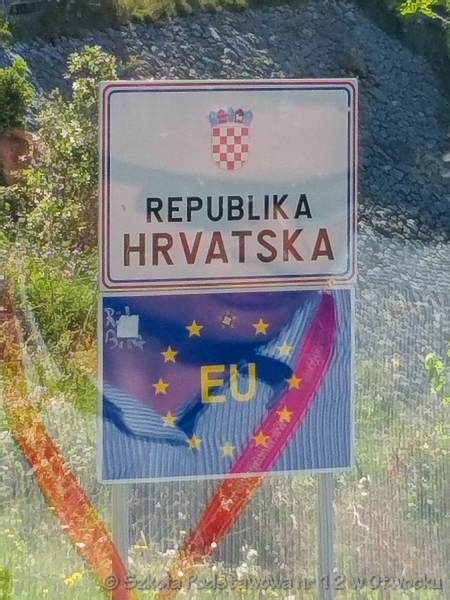 REPUBLIKA
HRVATSKA
EU
© Szkoła Podstawowa nr 12 w Otwocku